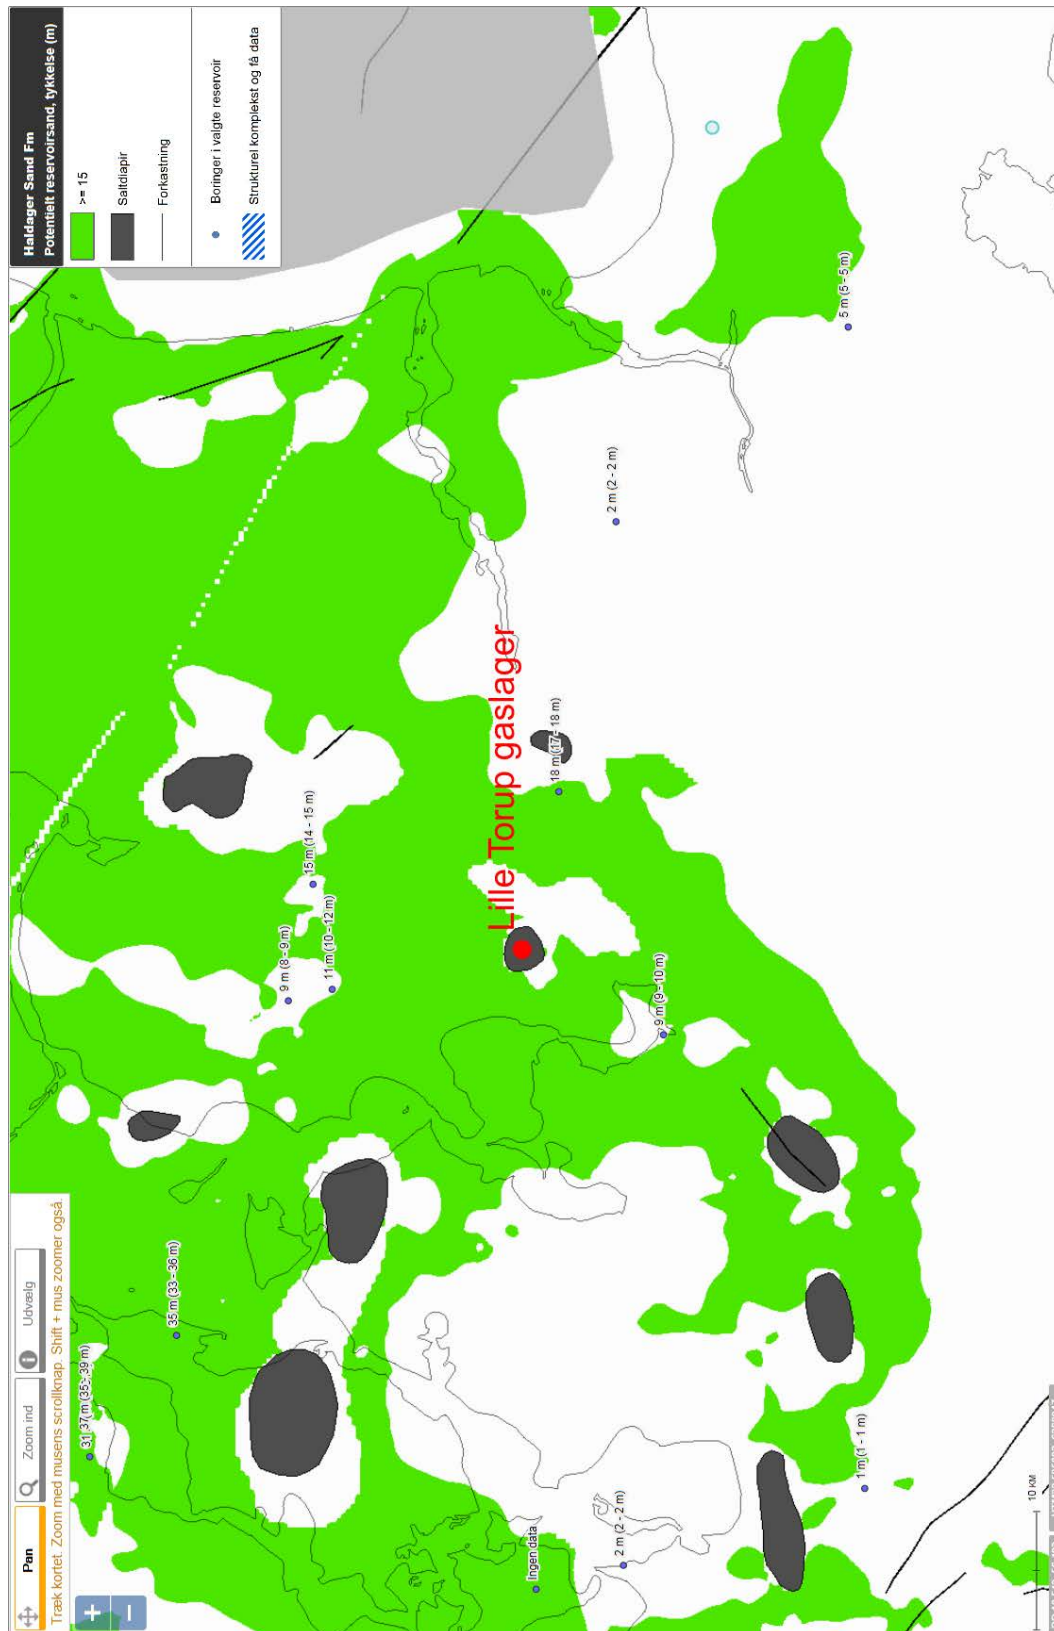 Pan
Zoom ind
Udvælg
Træk kortet. Zoom med musens scrollknap. Shift + mus zoomer også.
+
−
Haldager Sand Fm
Potentielt reservoirsand, tykkelse (m)
>= 15
Saltdiapir
Forkastning
Boringer i valgte reservoir
Strukturel komplekst og få data
35 m (33 - 36 m)
9 m (8 - 9 m)
11 m (10 - 12 m)
15 m (14 - 15 m)
Lille Torup gaslager
Ingen data
2 m (2 - 2 m)
9 m (9 - 10 m)
18 m (17 - 18 m)
2 m (2 - 2 m)
1 m (1 - 1 m)
5 m (5 - 5 m)
10 KM